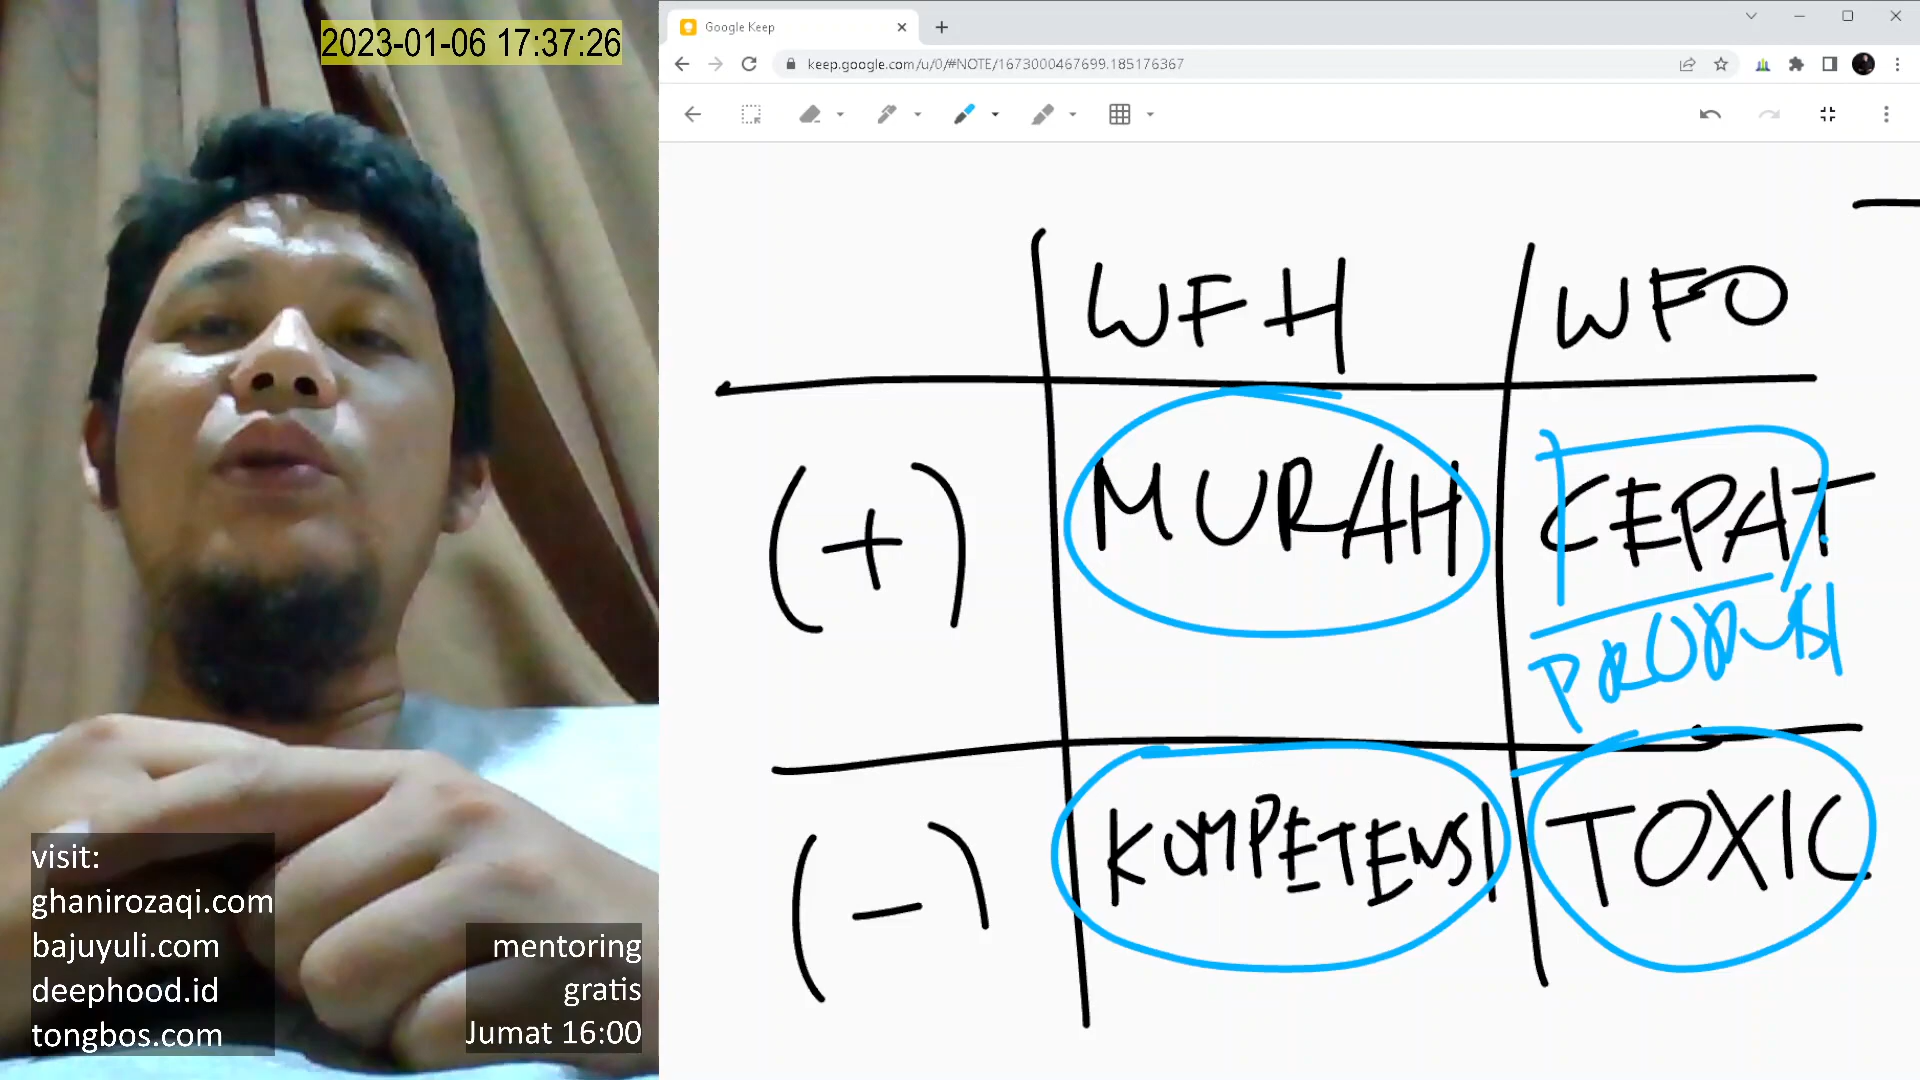 2023-01-06 17:37:26
Google Keep
keep.google.com/u/0/#NOTE/1673000467699.185176367
WFH WFO
(+) MURAH CEPAT
PRODUKSI
(-) KOMPETENSI TOXIC
visit:
ghanirozaqi.com
bajuyuli.com
deephood.id
tongbos.com
mentoring
gratis
Jumat 16:00